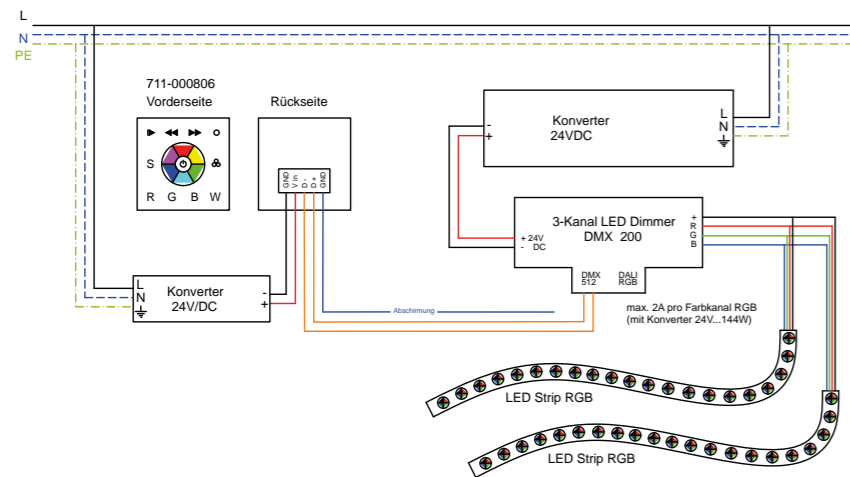 L
N
PE
711-000806
Vorderseite
Rückseite
S
R G B W
GND
V in
D -
D +
GND
Konverter
24VDC
-
+
L
N
3-Kanal LED Dimmer
DMX 200
+ 24V
- DC
+
R
G
B
DMX
512
DALI
RGB
L
N
Konverter
24V/DC
-
+
Abschirmung
max. 2A pro Farbkanal RGB
(mit Konverter 24V...144W)
LED Strip RGB
LED Strip RGB